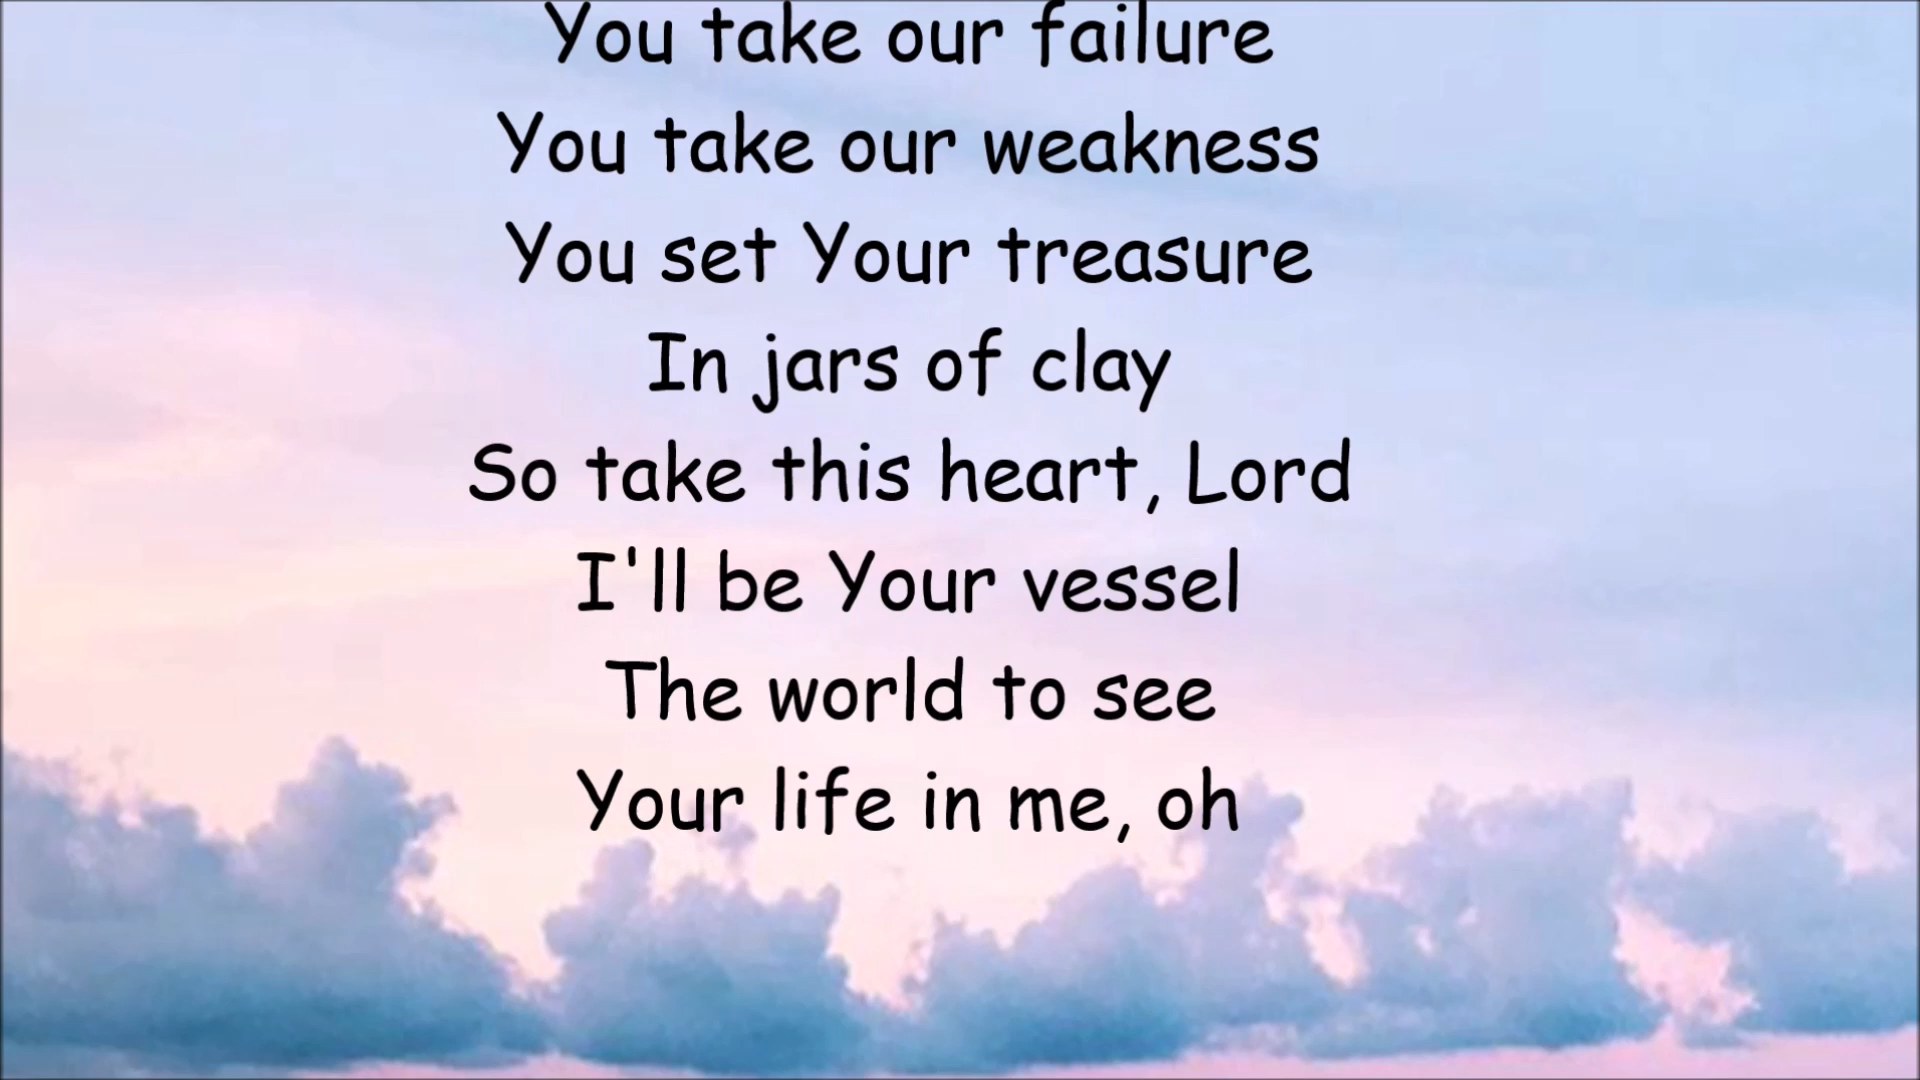 You take our failure
You take our weakness
You set Your treasure
In jars of clay
So take this heart, Lord
I'll be Your vessel
The world to see
Your life in me, oh